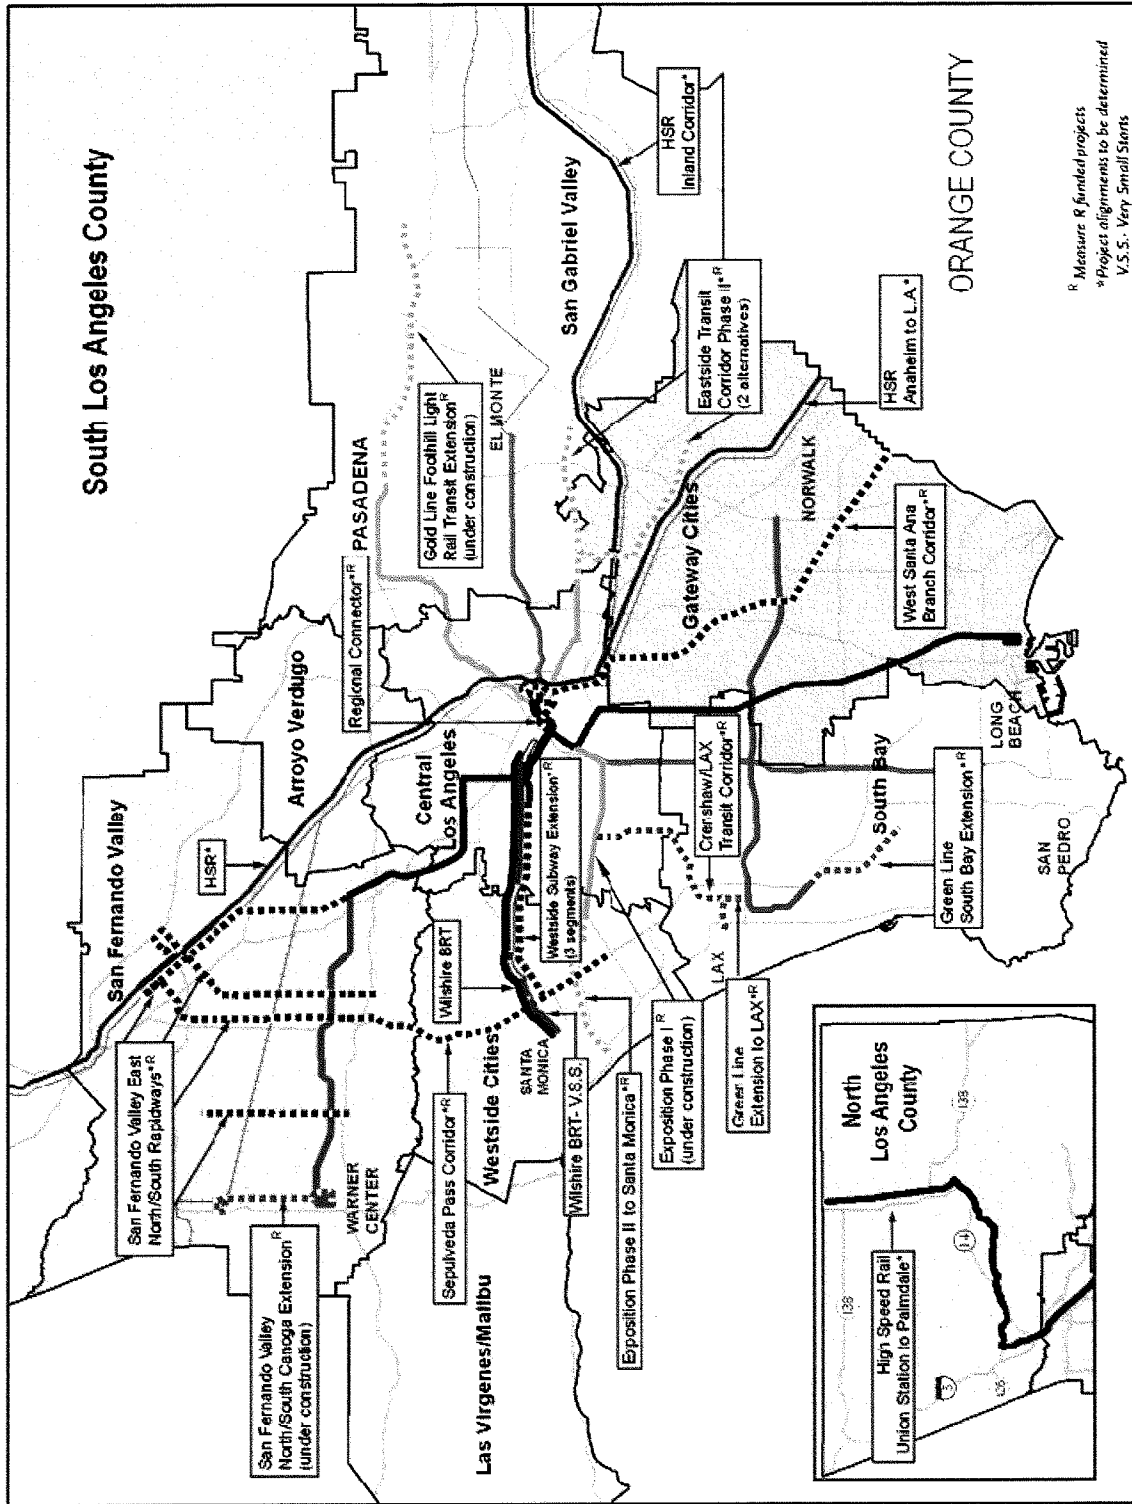 South Los Angeles County
San Fernando Valley
Arroyo Verdugo
HSR*
San Fernando Valley East
North/South Rapidways*R
San Fernando Valley
North/South Canoga Extension R
(under construction)
WARNER
CENTER
Las Virgenes/Malibu
Regional Connector*R
PASADENA
Gold Line Foothill Light
Rail Transit Extension R
(under construction)
EL MONTE
San Gabriel Valley
HSR
Inland Corridor*
Central
Los Angeles
Wilshire BRT
Sepulveda Pass Corridor*R
Westside Cities
SANTA
MONICA
Westside Subway Extension*R
(3 segments)
Wilshire BRT- V.S.S.
Exposition Phase II to Santa Monica*R
Exposition Phase I R
(under construction)
Eastside Transit
Corridor Phase II*R
(2 alternatives)
Gateway Cities
HSR
Anaheim to L.A.*
NORWALK
West Santa Ana
Branch Corridor*R
Crenshaw/LAX
Transit Corridor*R
LAX
Green Line
Extension to LAX*R
South Bay
LONG
BEACH
Green Line
South Bay Extension*R
SAN
PEDRO
ORANGE COUNTY
R Measure R funded projects
*Project alignments to be determined
V.S.S.- Very Small Starts
North
Los Angeles
County
138
138
14
5
126
High Speed Rail
Union Station to Palmdale*